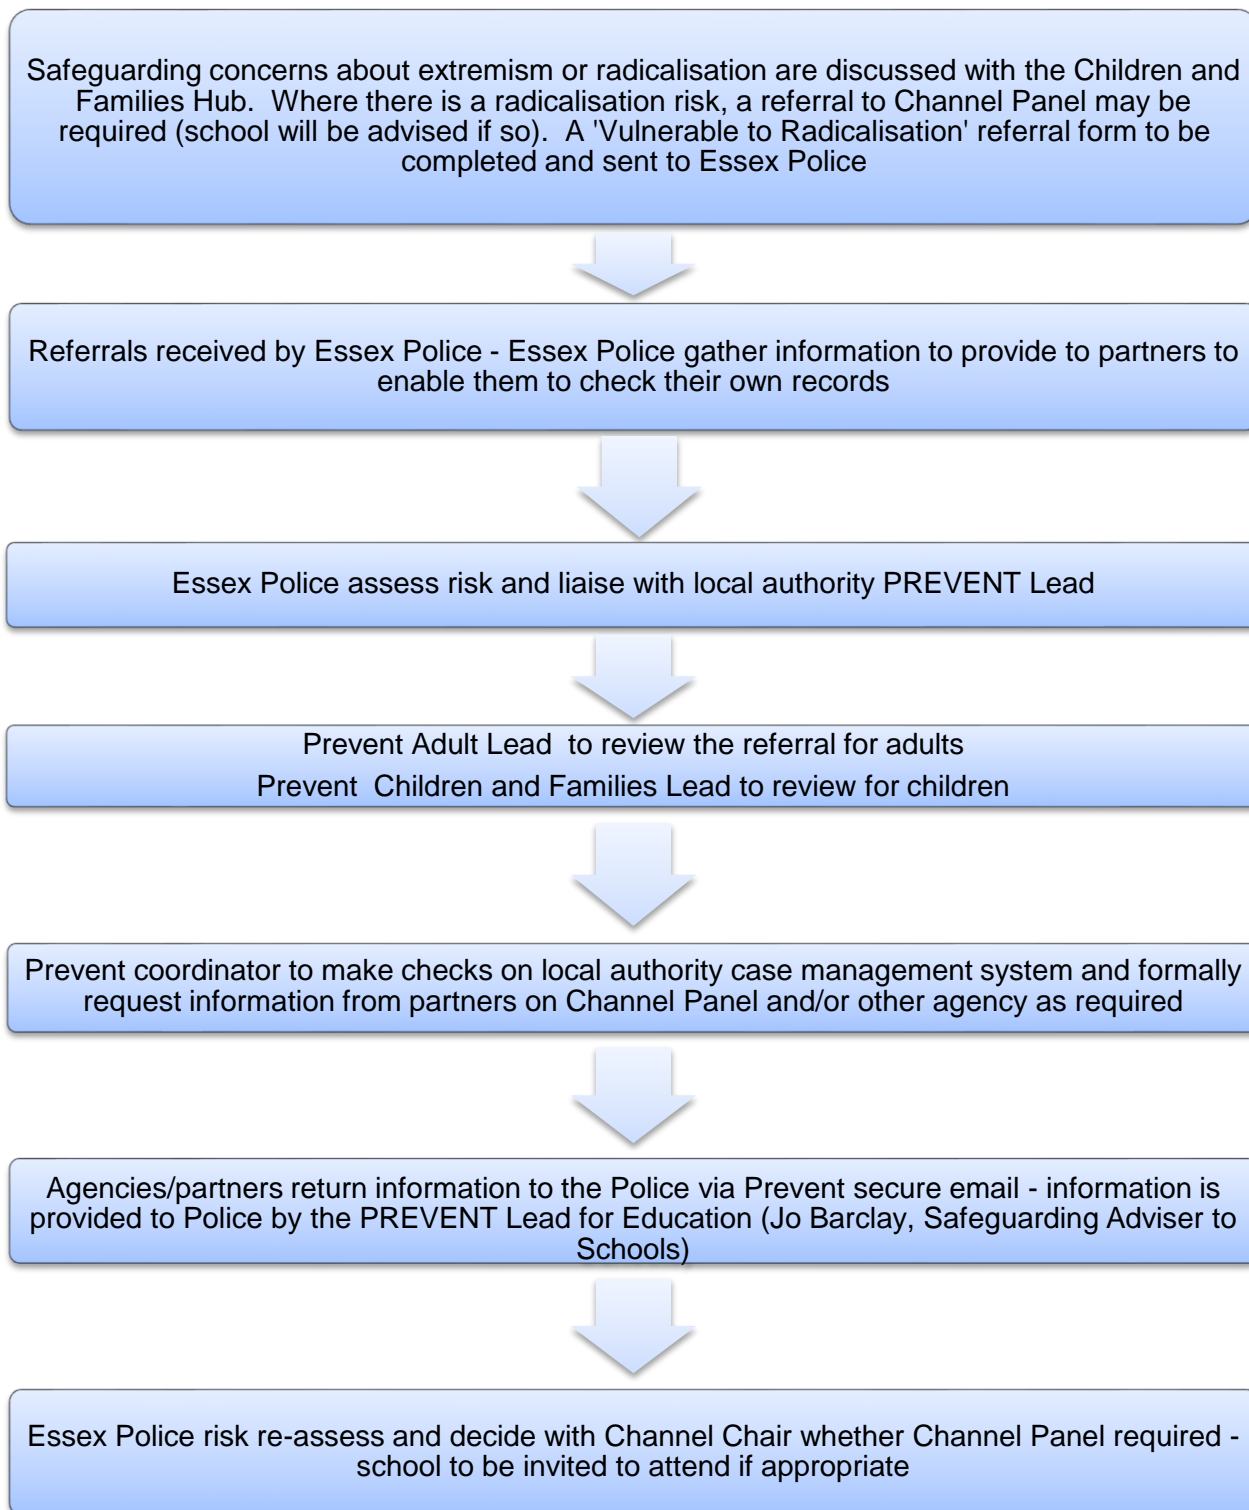 Safeguarding concerns about extremism or radicalisation are discussed with the Children and
Families Hub.  Where there is a radicalisation risk, a referral to Channel Panel may be
required (school will be advised if so).  A 'Vulnerable to Radicalisation' referral form to be
completed and sent to Essex Police
Referrals received by Essex Police - Essex Police gather information to provide to partners to
enable them to check their own records
Essex Police assess risk and liaise with local authority PREVENT Lead
Prevent Adult Lead  to review the referral for adults
Prevent  Children and Families Lead to review for children
Prevent coordinator to make checks on local authority case management system and formally
request information from partners on Channel Panel and/or other agency as required
Agencies/partners return information to the Police via Prevent secure email - information is
provided to Police by the PREVENT Lead for Education (Jo Barclay, Safeguarding Adviser to
Schools)
Essex Police risk re-assess and decide with Channel Chair whether Channel Panel required -
school to be invited to attend if appropriate